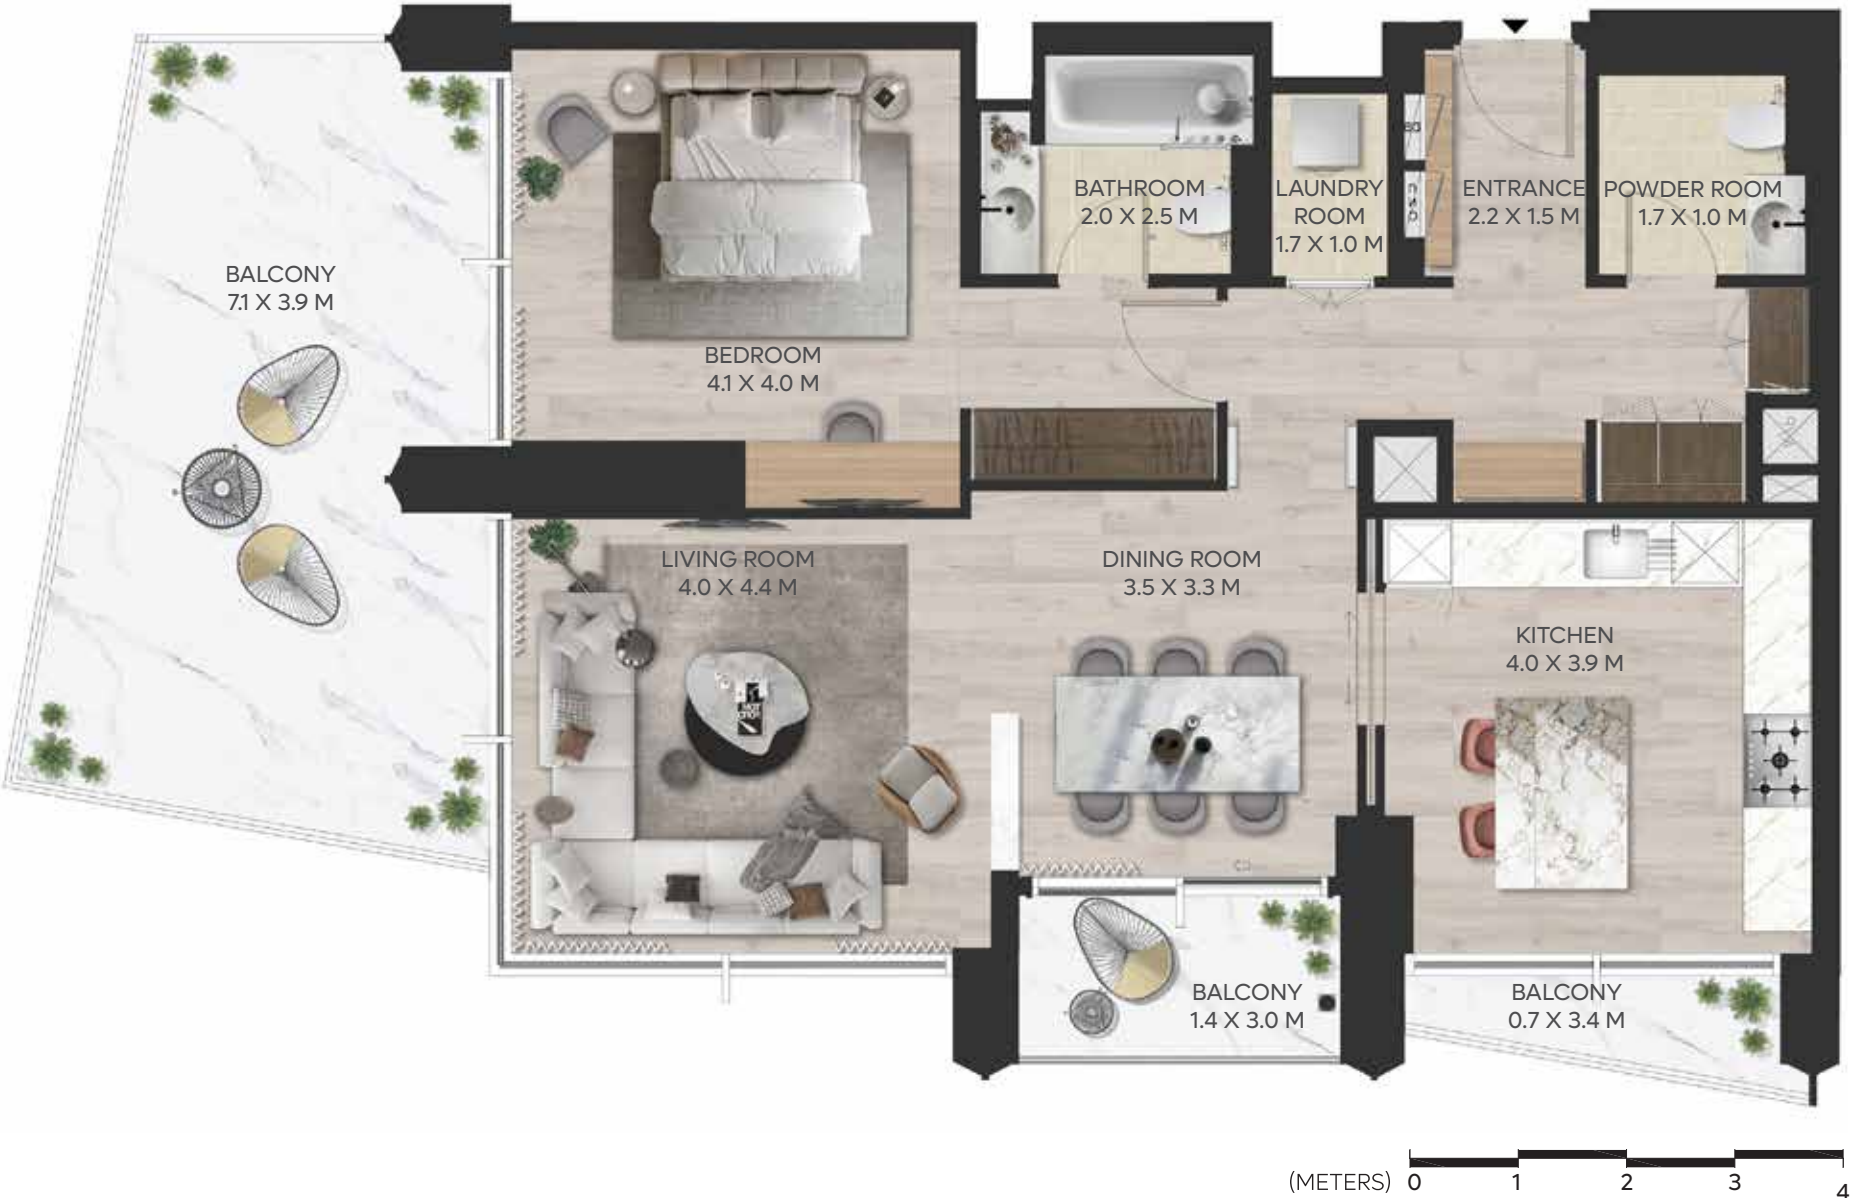 BATHROOM
2.0 X 2.5 M
LAUNDRY
ROOM
1.7 X 1.0 M
ENTRANCE
2.2 X 1.5 M
POWDER ROOM
1.7 X 1.0 M
BALCONY
7.1 X 3.9 M
BEDROOM
4.1 X 4.0 M
LIVING ROOM
4.0 X 4.4 M
DINING ROOM
3.5 X 3.3 M
KITCHEN
4.0 X 3.9 M
BALCONY
1.4 X 3.0 M
BALCONY
0.7 X 3.4 M
(METERS) 0 1 2 3 4